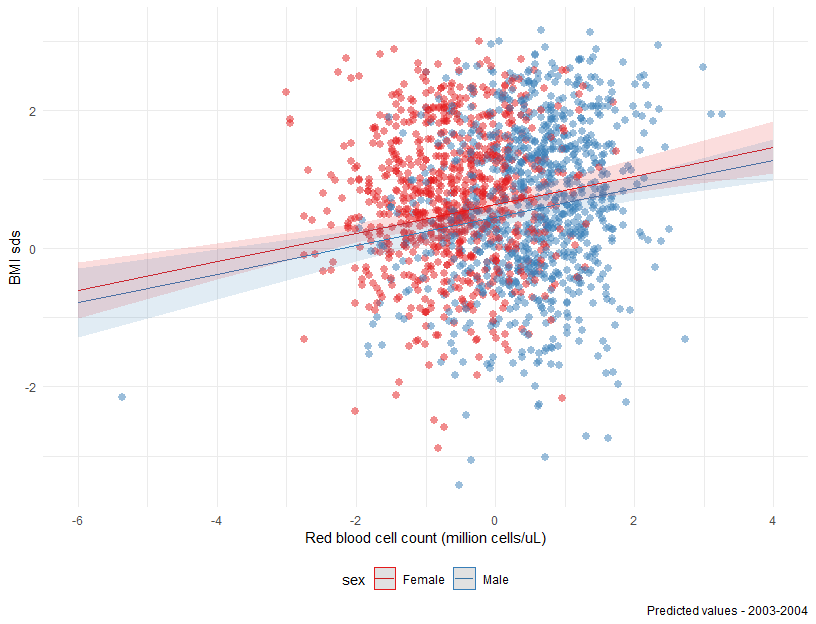 BMI sds
2
0
-2
-6
-4
-2
0
2
4
Red blood cell count (million cells/uL)
sex Female Male
Predicted values - 2003-2004